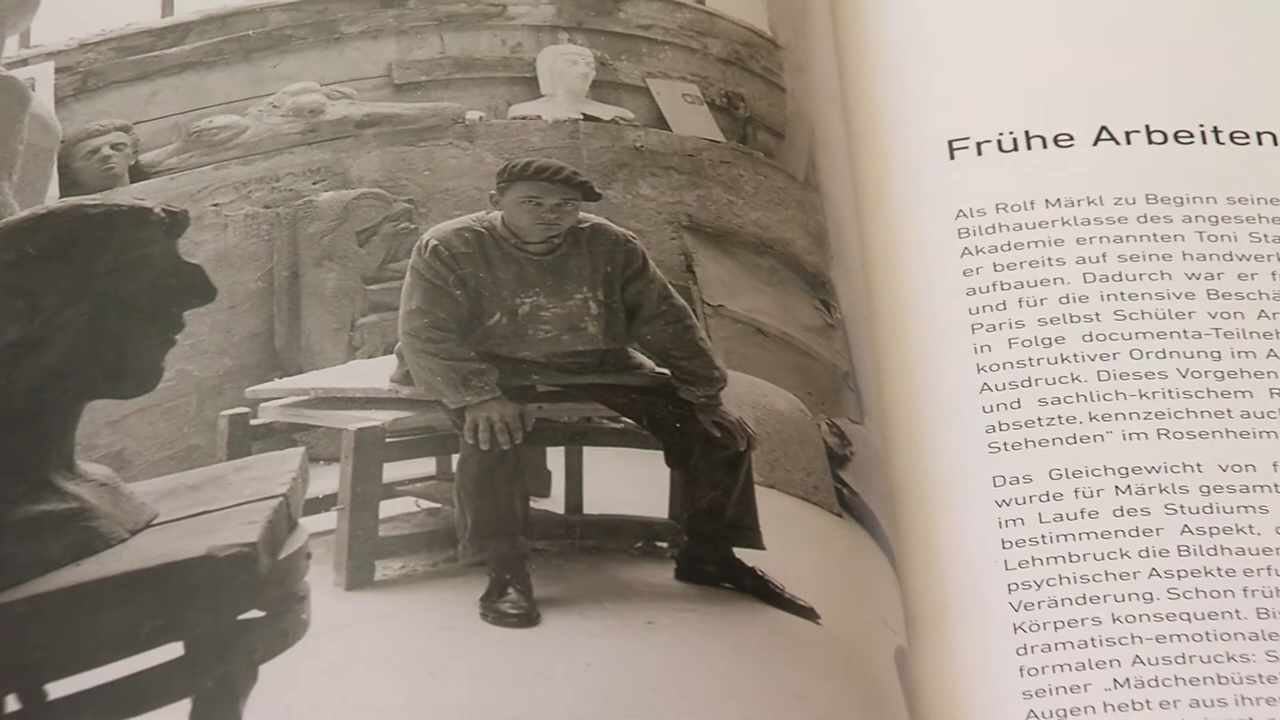 Frühe Arbeiten
Als Rolf Märkl zu Beginn seine
Bildhauerklasse des angesehe
Akademie ernannten Toni Sta
er bereits auf seine handwerk
aufbauen. Dadurch war er f
und für die intensive Beschä
Paris selbst Schüler von Ar
in Folge documenta-Teilne
konstruktiver Ordnung im A
Ausdruck. Dieses Vorgehen
und sachlich-kritischem R
absetzte, kennzeichnet auc
Stehenden“ im Rosenheim
Das Gleichgewicht von f
wurde für Märkls gesamt
im Laufe des Studiums
bestimmender Aspekt,
Lehmbruck die Bildhauer
psychischer Aspekte erfu
Veränderung. Schon früh
Körpers konsequent. Bi
dramatisch-emotionale
formalen Ausdrucks: S
seiner „Mädchenbüste
Augen hebt er aus ihre